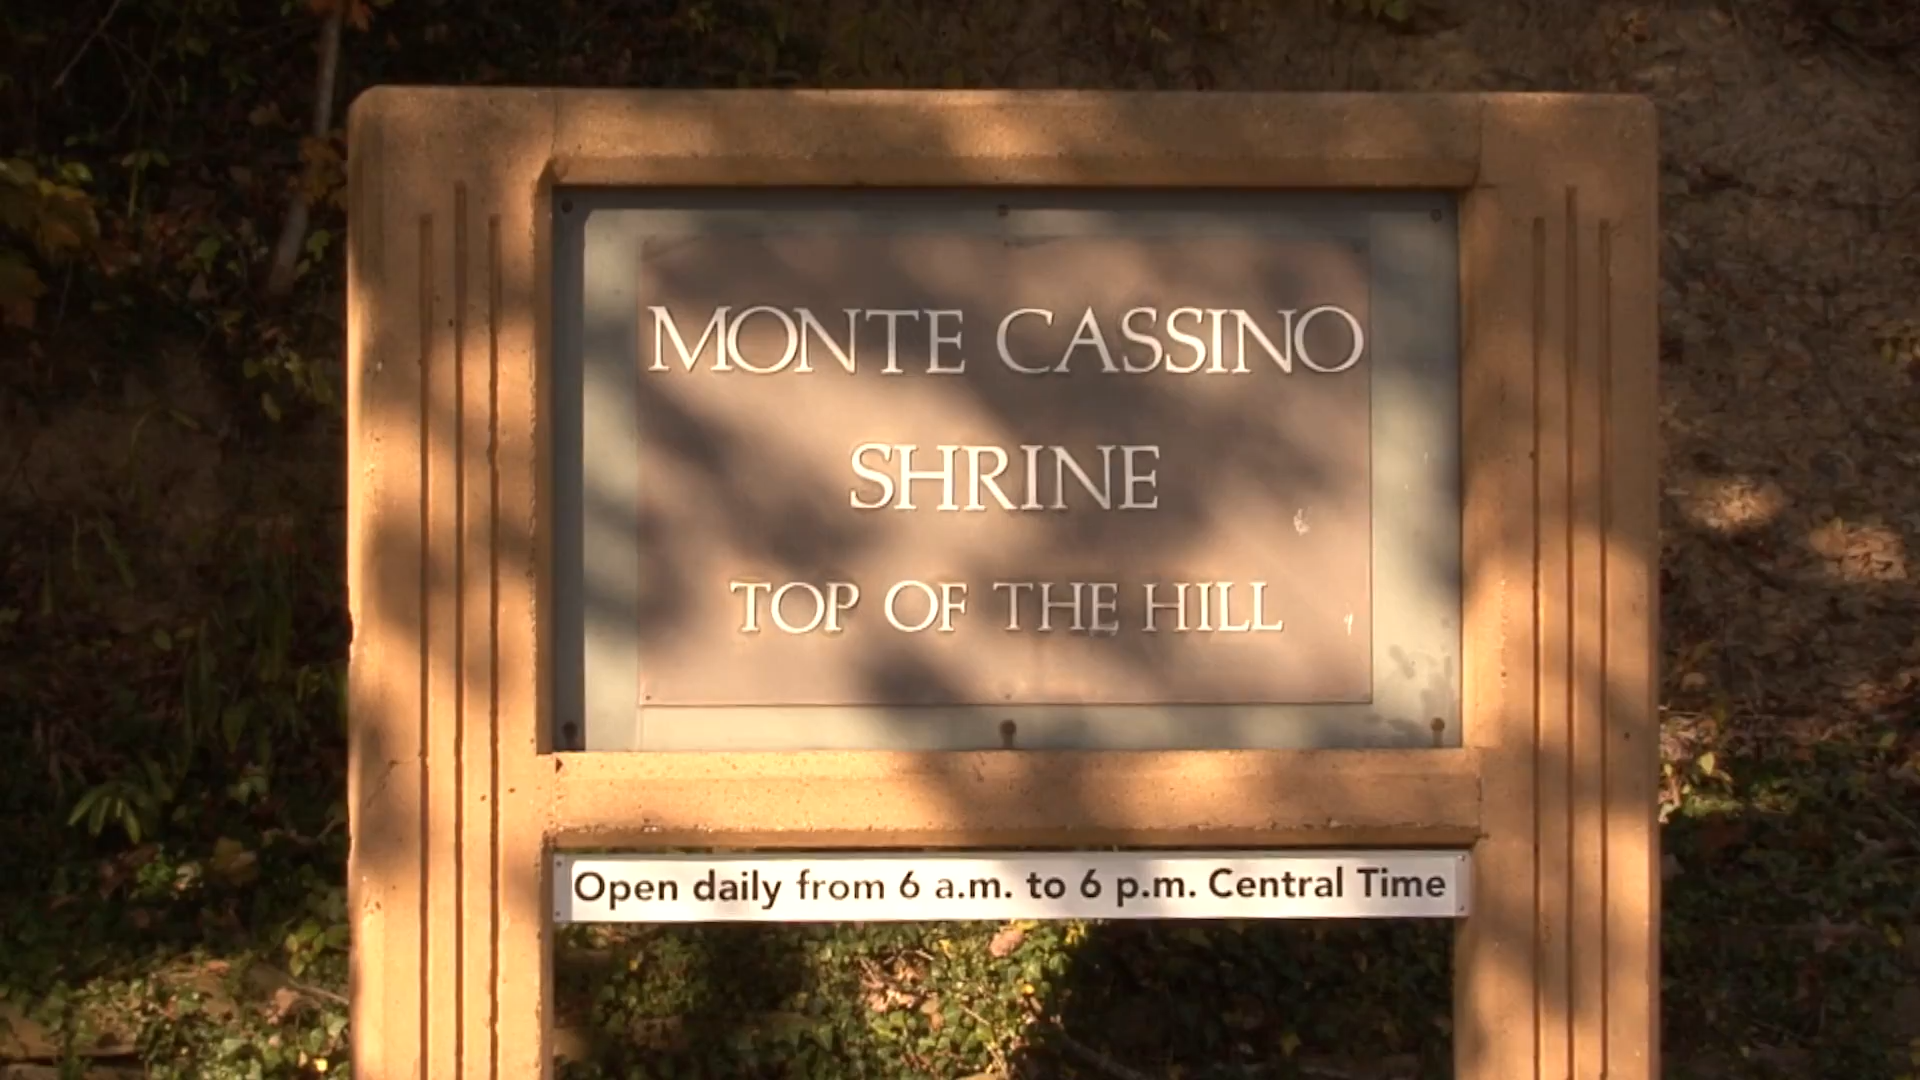 MONTE CASSINO
SHRINE
TOP OF THE HILL
Open daily from 6 a.m. to 6 p.m. Central Time